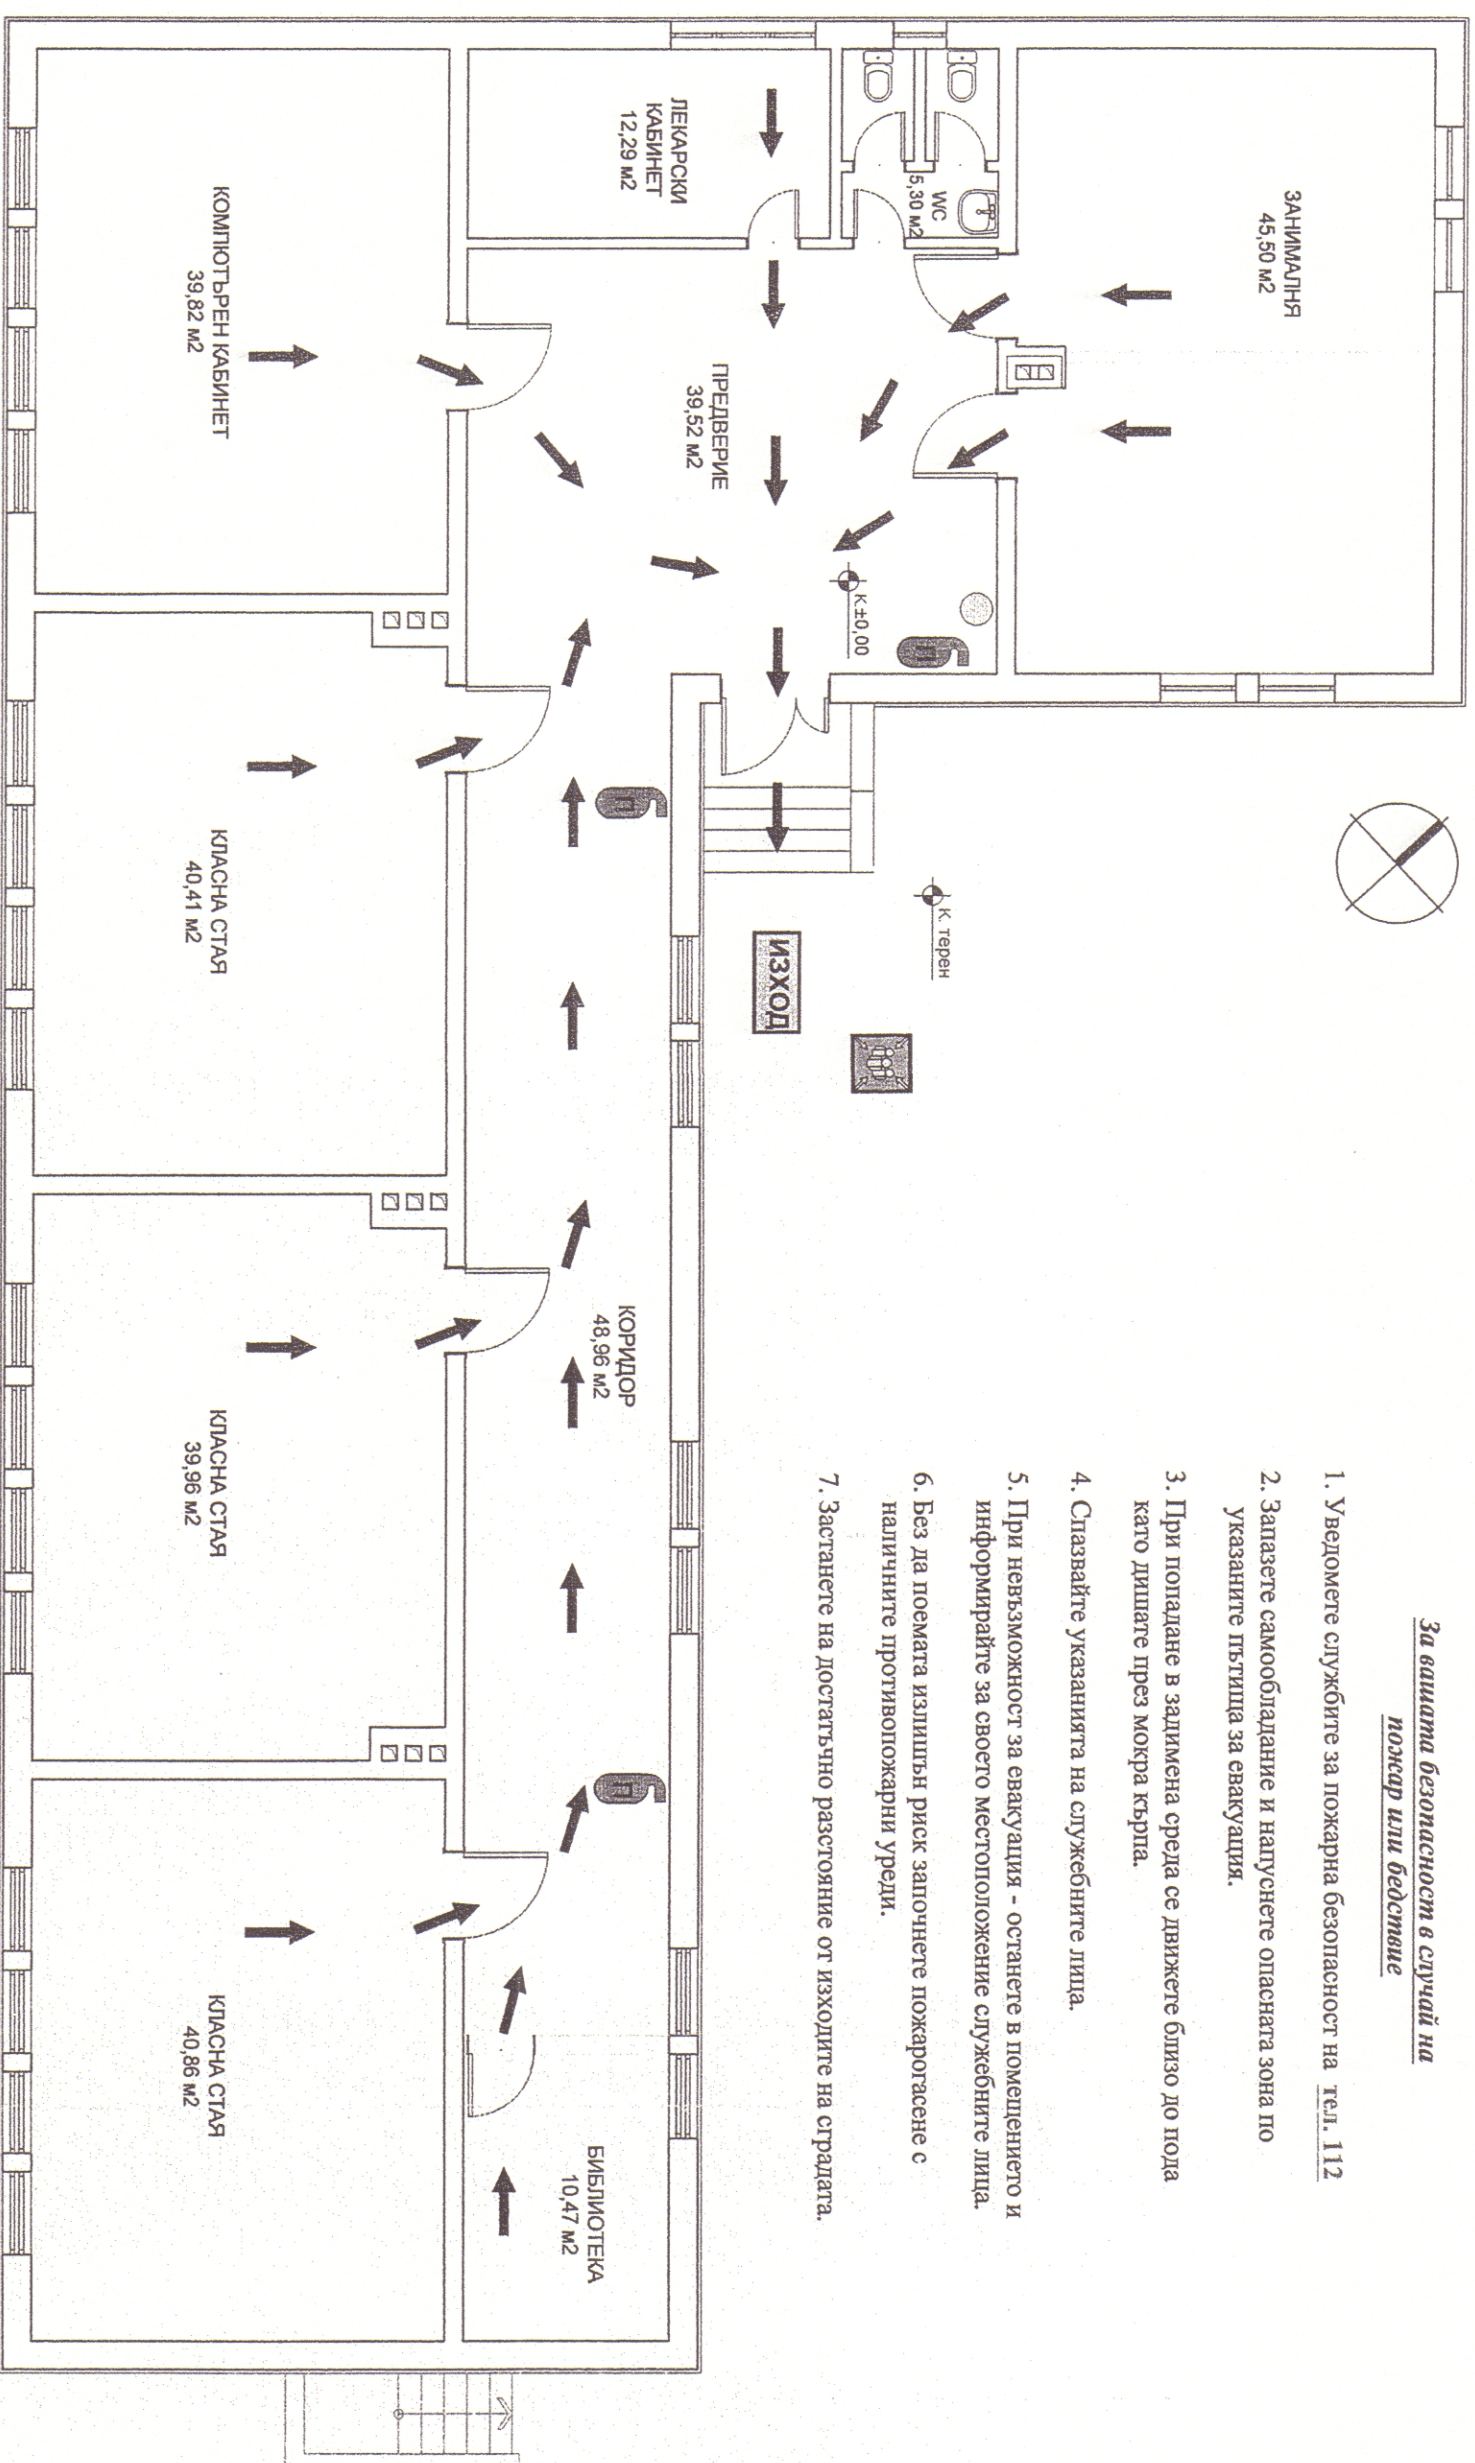 За вашата безопасност в случай на
пожар или бедствие
1. Уведомете службите за пожарна безопасност на тел. 112
2. Запазете самообладание и напуснете опасната зона по
указаните пътища за евакуация.
3. При попадане в задимена среда се движете близо до пода
като дишате през мокра кърпа.
4. Спазвайте указанията на служебните лица.
5. При невъзможност за евакуация - останете в помещението и
информирайте за своето местоположение служебните лица.
6. Без да поемата излишън риск започнете пожарогасене с
наличните противопожарни уреди.
7. Застанете на достатъчно разстояние от изходите на сградата.
ЗАНИМАЛНЯ
45,50 м2
WC
5,30 м2
ЛЕКАРСКИ
КАБИНЕТ
12,29 м2
ПРЕДВЕРИЕ
39,52 м2
К.±0,00
П
К. терен
ИЗХОД
П
КОРИДОР
48,96 м2
П
БИБЛИОТЕКА
10,47 м2
КОМПЮТЪРЕН КАБИНЕТ
39,82 м2
КЛАСНА СТАЯ
40,41 м2
КЛАСНА СТАЯ
39,96 м2
КЛАСНА СТАЯ
40,86 м2